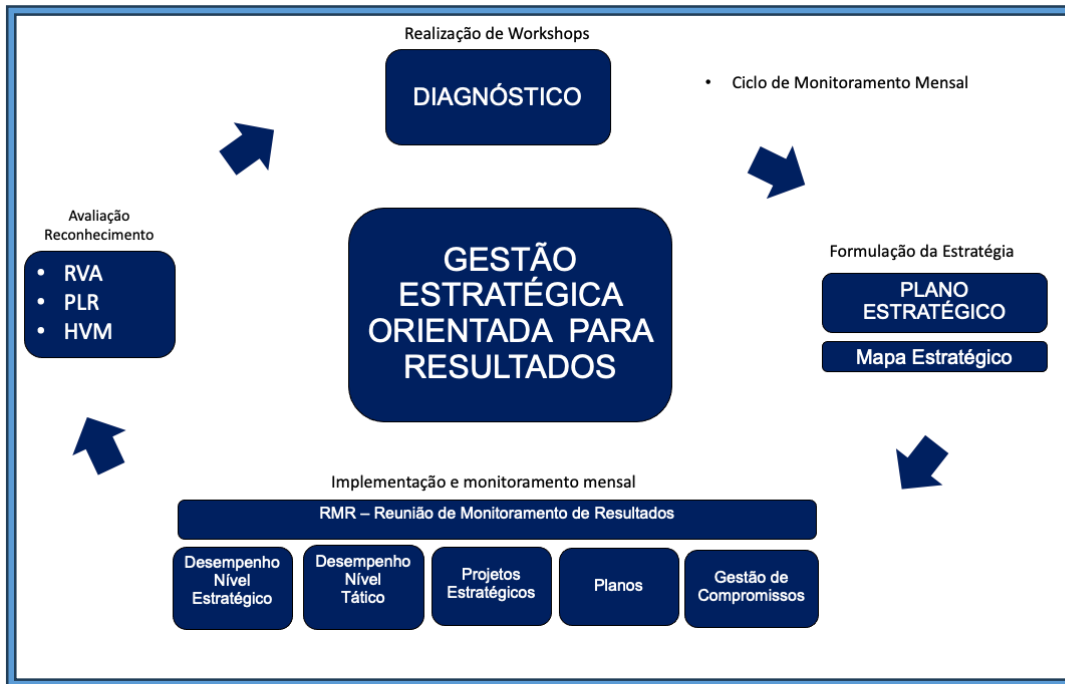 Realização de Workshops
DIAGNÓSTICO
• Ciclo de Monitoramento Mensal
Avaliação
Reconhecimento
• RVA
• PLR
• HVM
GESTÃO
ESTRATÉGICA
ORIENTADA PARA
RESULTADOS
Formulação da Estratégia
PLANO
ESTRATÉGICO
Mapa Estratégico
Implementação e monitoramento mensal
RMR – Reunião de Monitoramento de Resultados
Desempenho
Nível
Estratégico
Desempenho
Nível
Tático
Projetos
Estratégicos
Planos
Gestão de
Compromissos